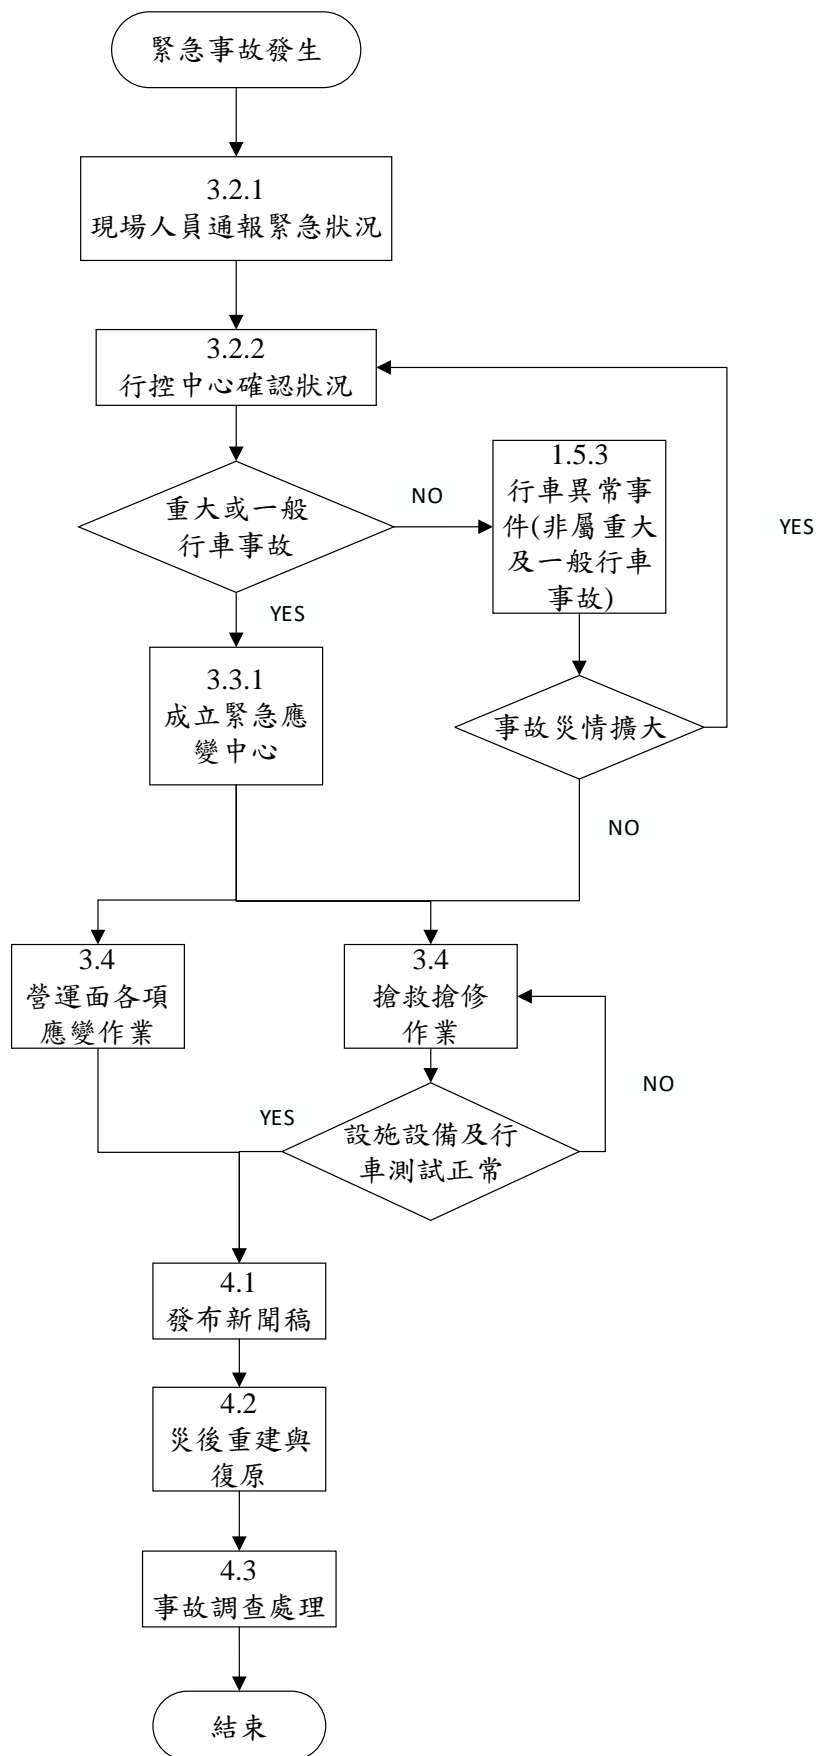 緊急事故發生
3.2.1
現場人員通報緊急狀況
3.2.2
行控中心確認狀況
重大或一般
行車事故
NO
YES
1.5.3
行車異常事
件(非屬重大
及一般行車
事故)
YES
3.3.1
成立緊急應
變中心
事故災情擴大
NO
3.4
營運面各項
應變作業
3.4
搶救搶修
作業
NO
YES
設施設備及行
車測試正常
4.1
發布新聞稿
4.2
災後重建與
復原
4.3
事故調查處理
結束